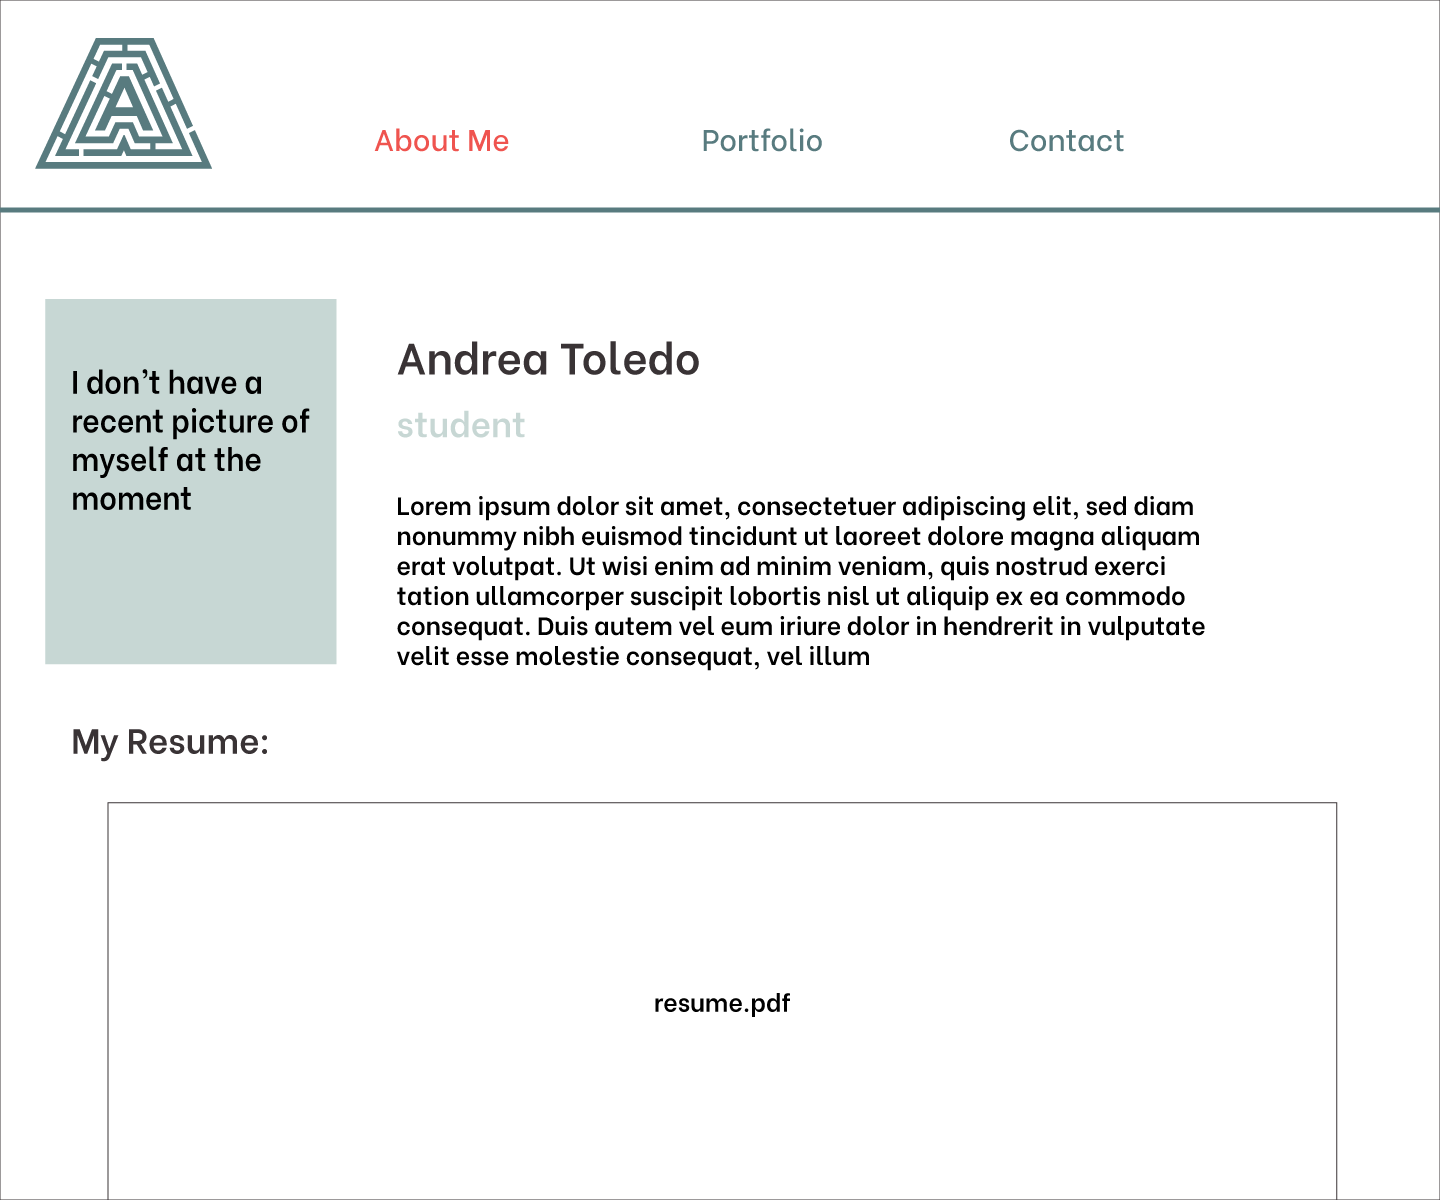 A
About Me
Portfolio
Contact
I don’t have a
recent picture of
myself at the
moment
Andrea Toledo
student
Lorem ipsum dolor sit amet, consectetuer adipiscing elit, sed diam
nonummy nibh euismod tincidunt ut laoreet dolore magna aliquam
erat volutpat. Ut wisi enim ad minim veniam, quis nostrud exerci
tation ullamcorper suscipit lobortis nisl ut aliquip ex ea commodo
consequat. Duis autem vel eum iriure dolor in hendrerit in vulputate
velit esse molestie consequat, vel illum
My Resume:
resume.pdf